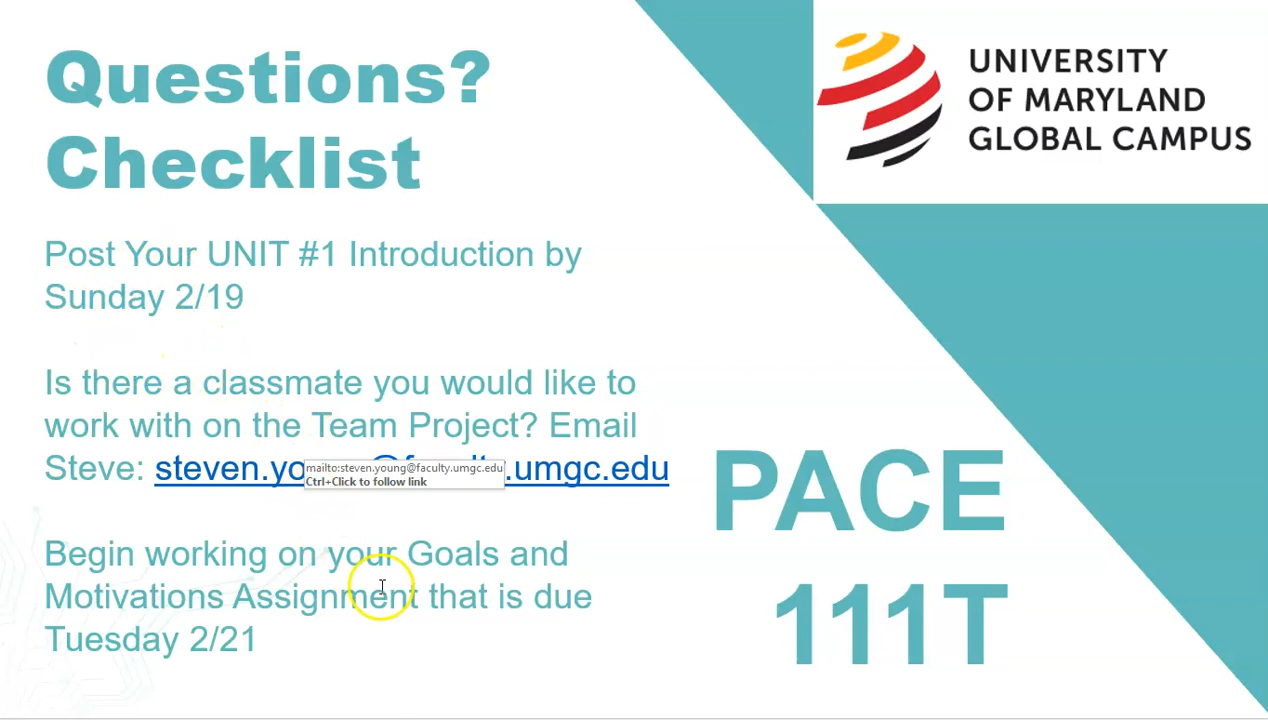 Questions?
Checklist
UNIVERSITY
OF MARYLAND
GLOBAL CAMPUS
Post Your UNIT #1 Introduction by
Sunday 2/19
Is there a classmate you would like to
work with on the Team Project? Email
Steve: steven.young@faculty.umgc.edu
mailto:steven.young@faculty.umgc.edu
Ctrl+Click to follow link
Begin working on your Goals and
Motivations Assignment that is due
Tuesday 2/21
PACE
111T